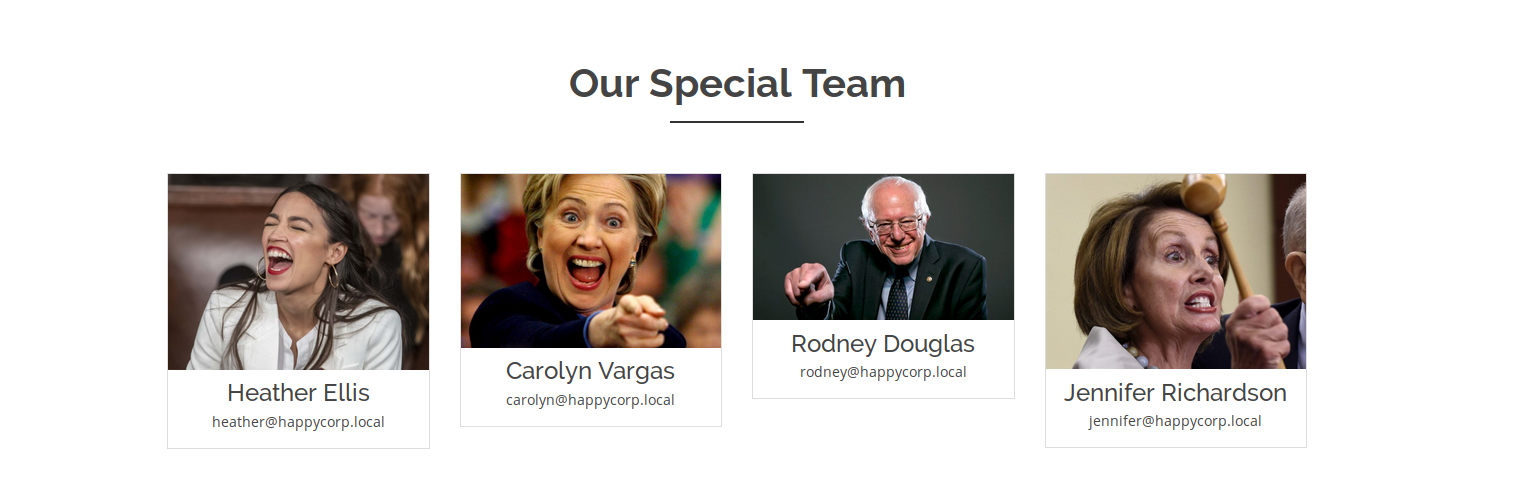 Our Special Team
Heather Ellis
heather@happycorp.local
Carolyn Vargas
carolyn@happycorp.local
Rodney Douglas
rodney@happycorp.local
Jennifer Richardson
jennifer@happycorp.local